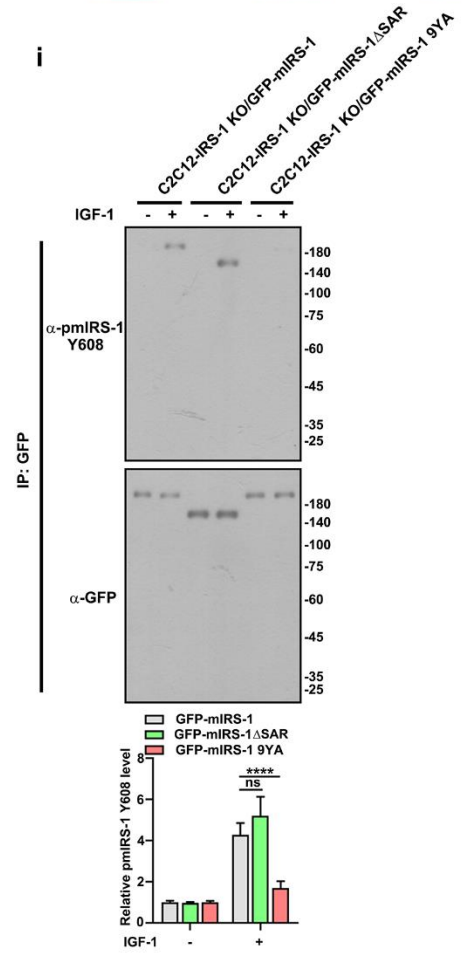 i
C2C12-IRS-1 KO/GFP-mIRS-1
C2C12-IRS-1 KO/GFP-mIRS-1ΔSAR
C2C12-IRS-1 KO/GFP-mIRS-1 9YA
IGF-1 - + - + - +
IP: GFP
α-pmIRS-1
Y608
-180
-140
-100
-75
-60
-45
-35
-25
α-GFP
-180
-140
-100
-75
-60
-45
-35
-25
GFP-mIRS-1
GFP-mIRS-1ΔSAR
GFP-mIRS-1 9YA
Relative pmIRS-1 Y608 level
8
6
4
2
0
****
ns
IGF-1 - +